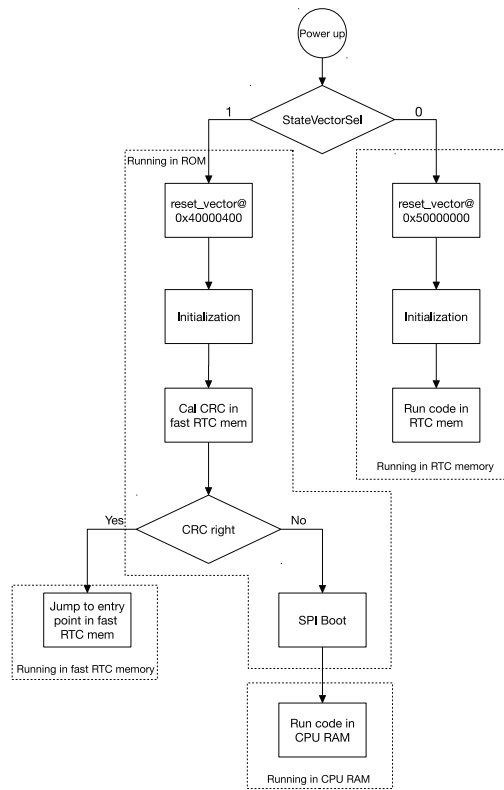 Power up
StateVectorSel
1
0
Running in ROM
reset_vector@
0x40000400
reset_vector@
0x50000000
Initialization
Initialization
Cal CRC in
fast RTC mem
Run code in
RTC mem
Running in RTC memory
Yes
CRC right
No
Jump to entry
point in fast
RTC mem
SPI Boot
Running in fast RTC memory
Run code in
CPU RAM
Running in CPU RAM